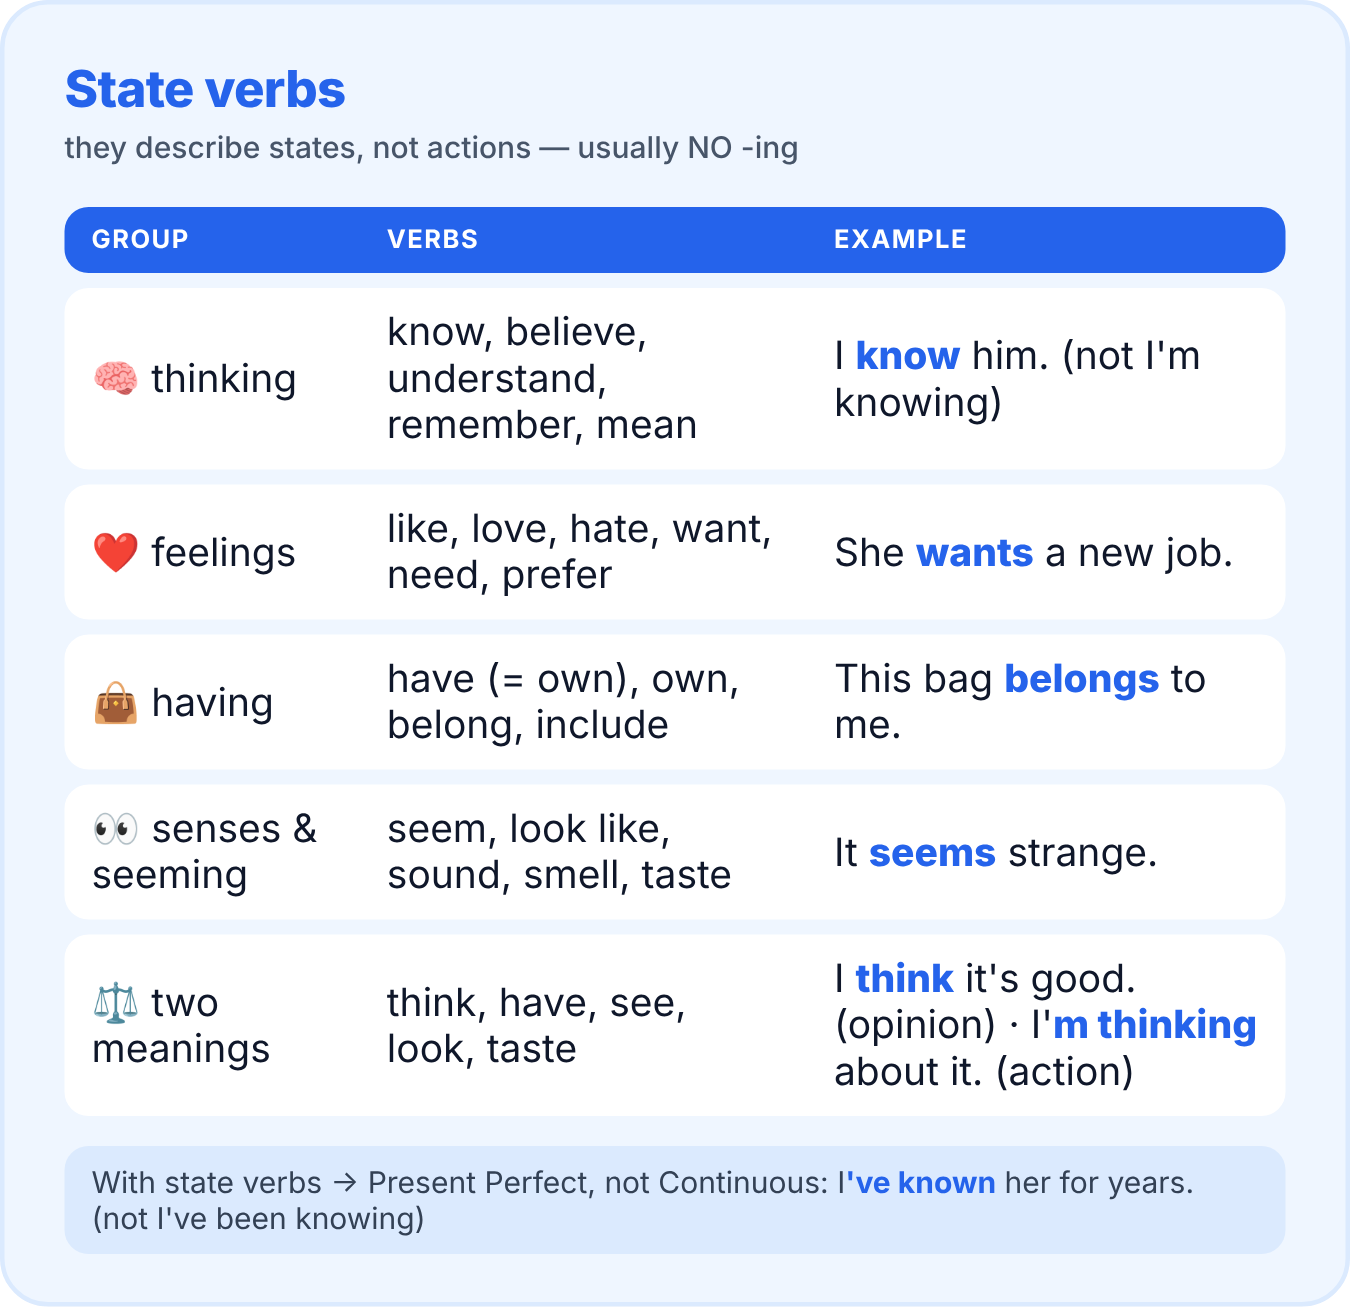 State verbs
they describe states, not actions — usually NO -ing
GROUP VERBS EXAMPLE
🧠 thinking
know, believe,
understand,
remember, mean
I know him. (not I'm
knowing)
❤️ feelings
like, love, hate, want,
need, prefer
She wants a new job.
👜 having
have (= own), own,
belong, include
This bag belongs to
me.
👀 senses &
seeming
seem, look like,
sound, smell, taste
It seems strange.
⚖️ two
meanings
think, have, see,
look, taste
I think it's good.
(opinion) · I'm thinking
about it. (action)
With state verbs → Present Perfect, not Continuous: I've known her for years.
(not I've been knowing)